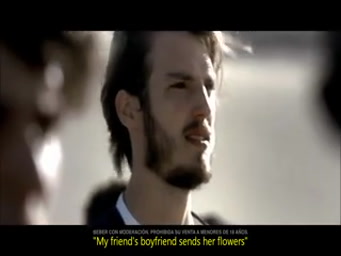 BEBER CON MODERACIÓN. PROHIBIDA SU VENTA A MENORES DE 18 AÑOS.
"My friend's boyfriend sends her flowers"